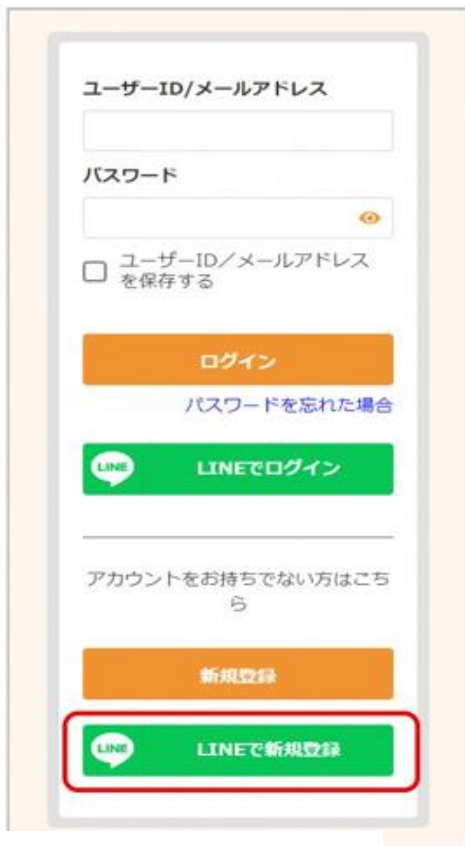 ユーザーID/メールアドレス
パスワード
ユーザーID／メールアドレス
を保存する
ログイン
パスワードを忘れた場合
LINE LINEでログイン
アカウントをお持ちでない方はこち
ら
新規登録
LINE LINEで新規登録